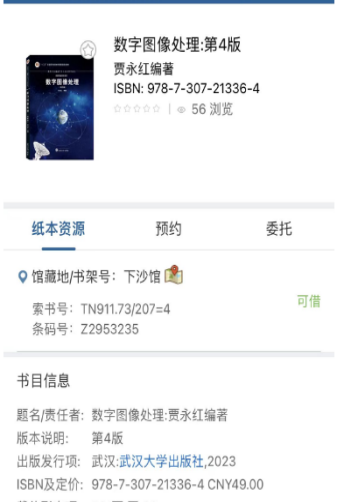 数字图像处理:第4版
贾永红编著
ISBN: 978-7-307-21336-4
56 浏览
数字图像处理
纸本资源
预约
委托
馆藏地/书架号：下沙馆
索书号：TN911.73/207=4
可借
条码号：Z2953235
书目信息
题名/责任者: 数字图像处理:贾永红编著
版本说明: 第4版
出版发行项: 武汉:武汉大学出版社,2023
ISBN及定价: 978-7-307-21336-4 CNY49.00